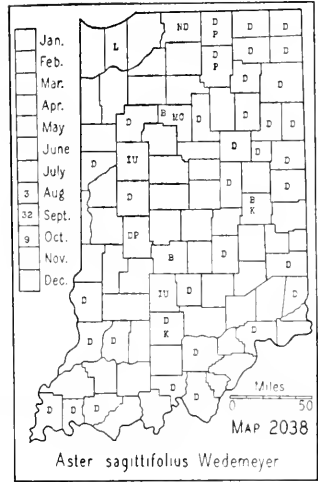 Jan.
Feb.
Mar.
Apr.
May
June
July
3 Aug
32 Sept.
9 Oct.
Nov.
Dec.
L ND D P D D
D P D D
D B MC D D D D
D IU D D D
D D D
B K
DP
B D D
IU D D
D D K D
D D D
D D D D D
Miles
0 50
MAP 2038
Aster sagittifolius Wedemeyer